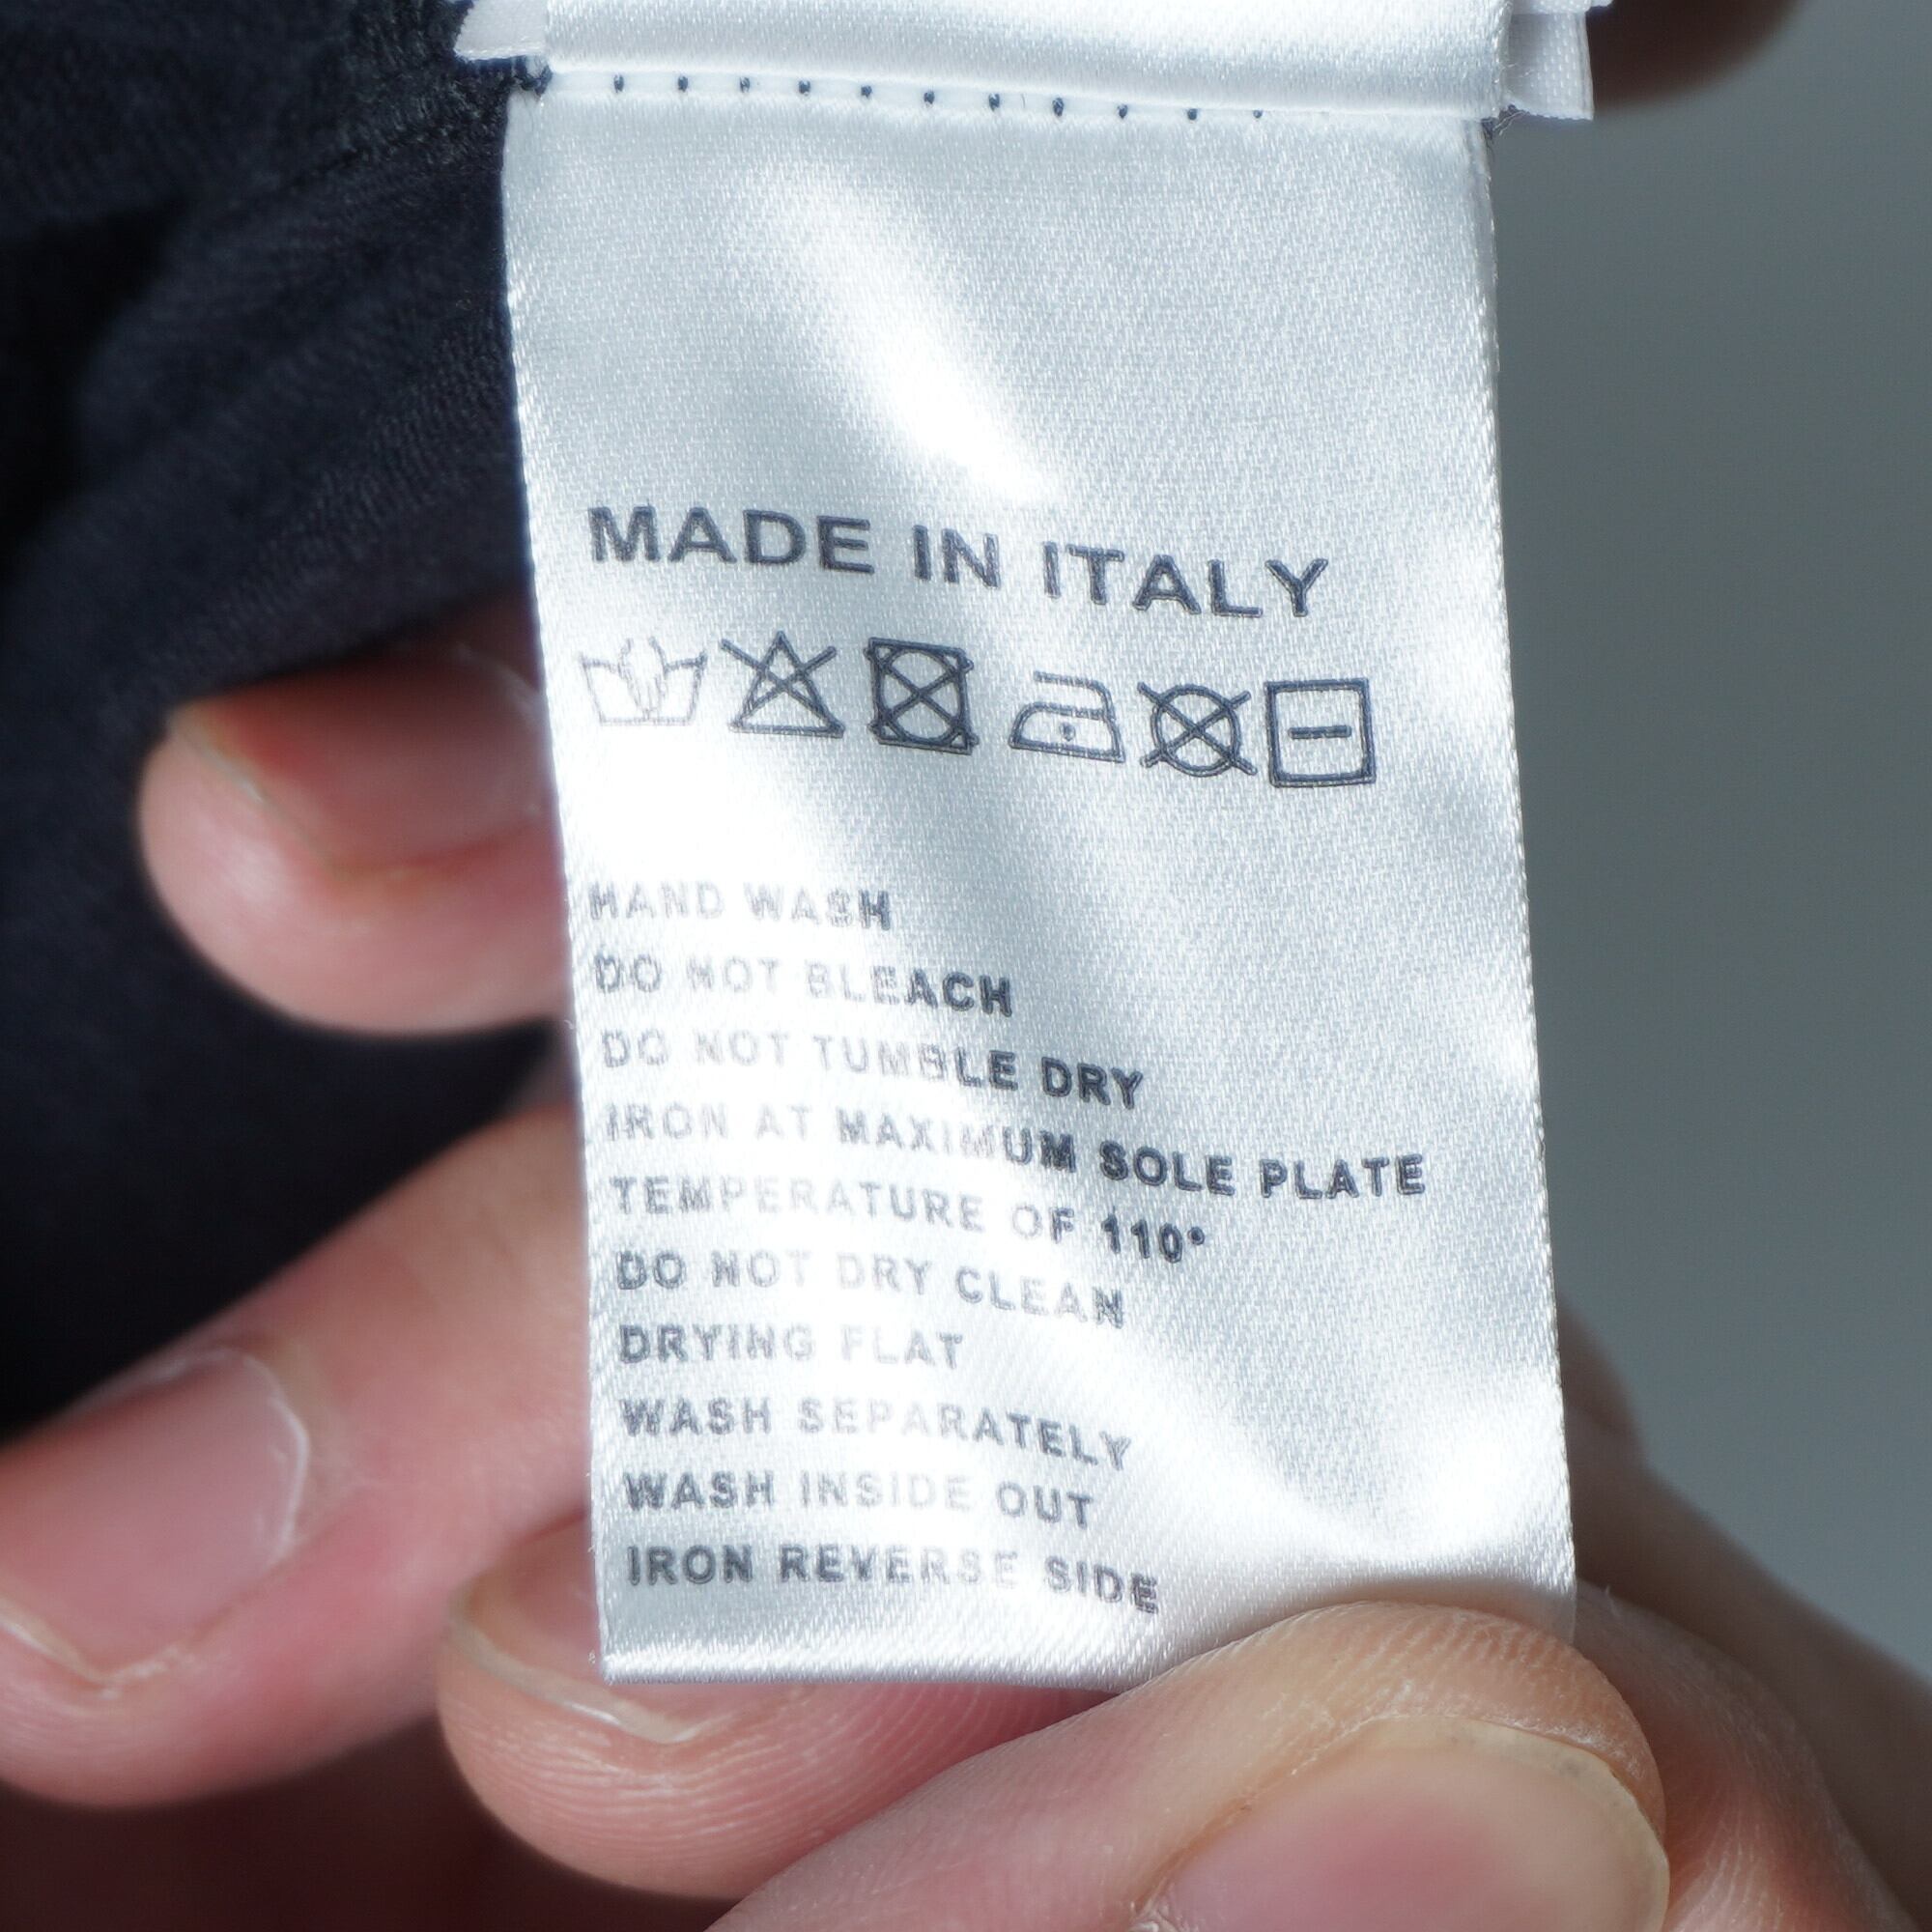 MADE IN ITALY
HAND WASH
DO NOT BLEACH
DO NOT TUMBLE DRY
IRON AT MAXIMUM SOLE PLATE
TEMPERATURE OF 110°
DO NOT DRY CLEAN
DRYING FLAT
WASH SEPARATELY
WASH INSIDE OUT
IRON REVERSE SIDE